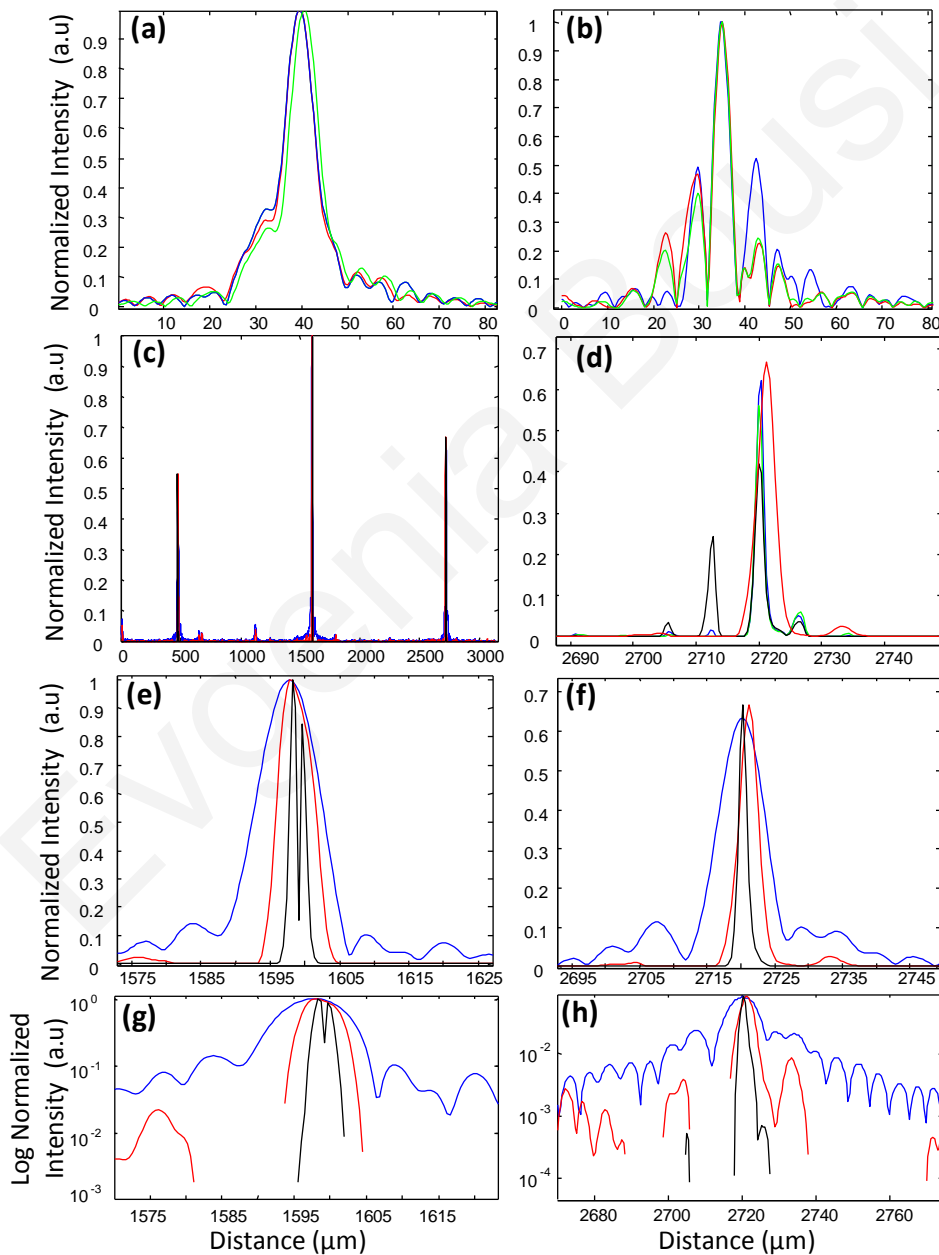 (a)
Normalized Intensity (a.u)
0.9
0.8
0.7
0.6
0.5
0.4
0.3
0.2
0.1
0
10 20 30 40 50 60 70 80
(b)
1
0.9
0.8
0.7
0.6
0.5
0.4
0.3
0.2
0.1
0
0 10 20 30 40 50 60 70 80
(c)
Normalized Intensity (a.u)
1
0.9
0.8
0.7
0.6
0.5
0.4
0.3
0.2
0.1
0
0 500 1000 1500 2000 2500 3000
(d)
0.7
0.6
0.5
0.4
0.3
0.2
0.1
0
2690 2700 2710 2720 2730 2740
(e)
Normalized Intensity (a.u)
1
0.9
0.8
0.7
0.6
0.5
0.4
0.3
0.2
0.1
0
1575 1585 1599 1605 1615 1625
(f)
0.7
0.6
0.5
0.4
0.3
0.2
0.1
0
2695 2705 2715 2725 2735 2745
(g)
Log Normalized
Intensity (a.u)
10^0
10^-1
10^-2
10^-3
1575 1585 1599 1605 1615
Distance (μm)
(h)
10^-2
10^-3
10^-4
2680 2700 2720 2740 2760
Distance (μm)
Evgenia Bousi